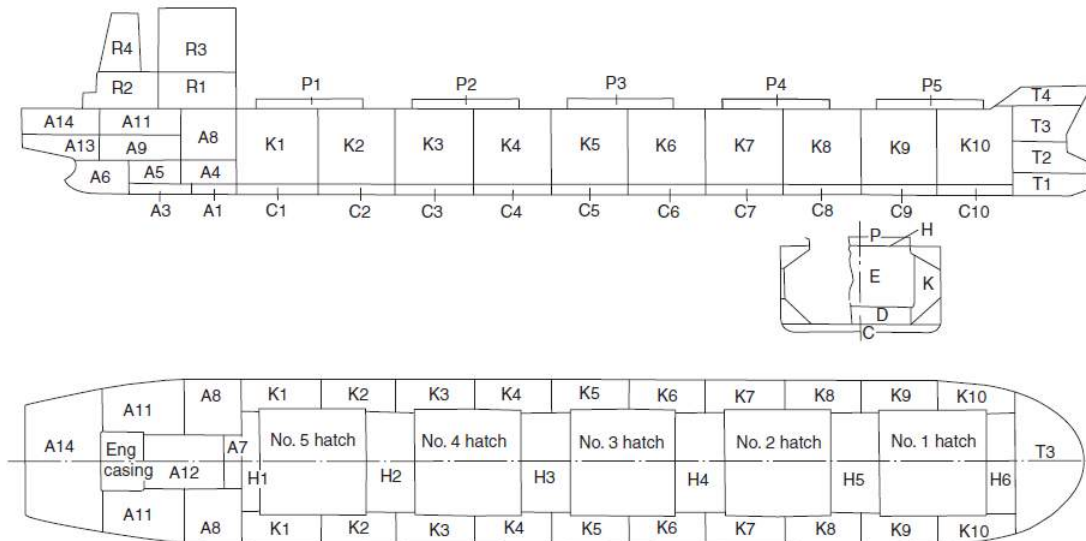 R4 R3
R2 R1 P1 P2 P3 P4 P5
T4
A14 A11 A8 K1 K2 K3 K4 K5 K6 K7 K8 K9 K10 T3
A13 A9
A6 A5 A4 T2
T1
A3 A1 C1 C2 C3 C4 C5 C6 C7 C8 C9 C10
P H
E K
D
C
A11 A8 K1 K2 K3 K4 K5 K6 K7 K8 K9 K10
A14 Eng casing A12 A7 H1 No. 5 hatch H2 No. 4 hatch H3 No. 3 hatch H4 No. 2 hatch H5 No. 1 hatch H6 T3
A11 A8 K1 K2 K3 K4 K5 K6 K7 K8 K9 K10